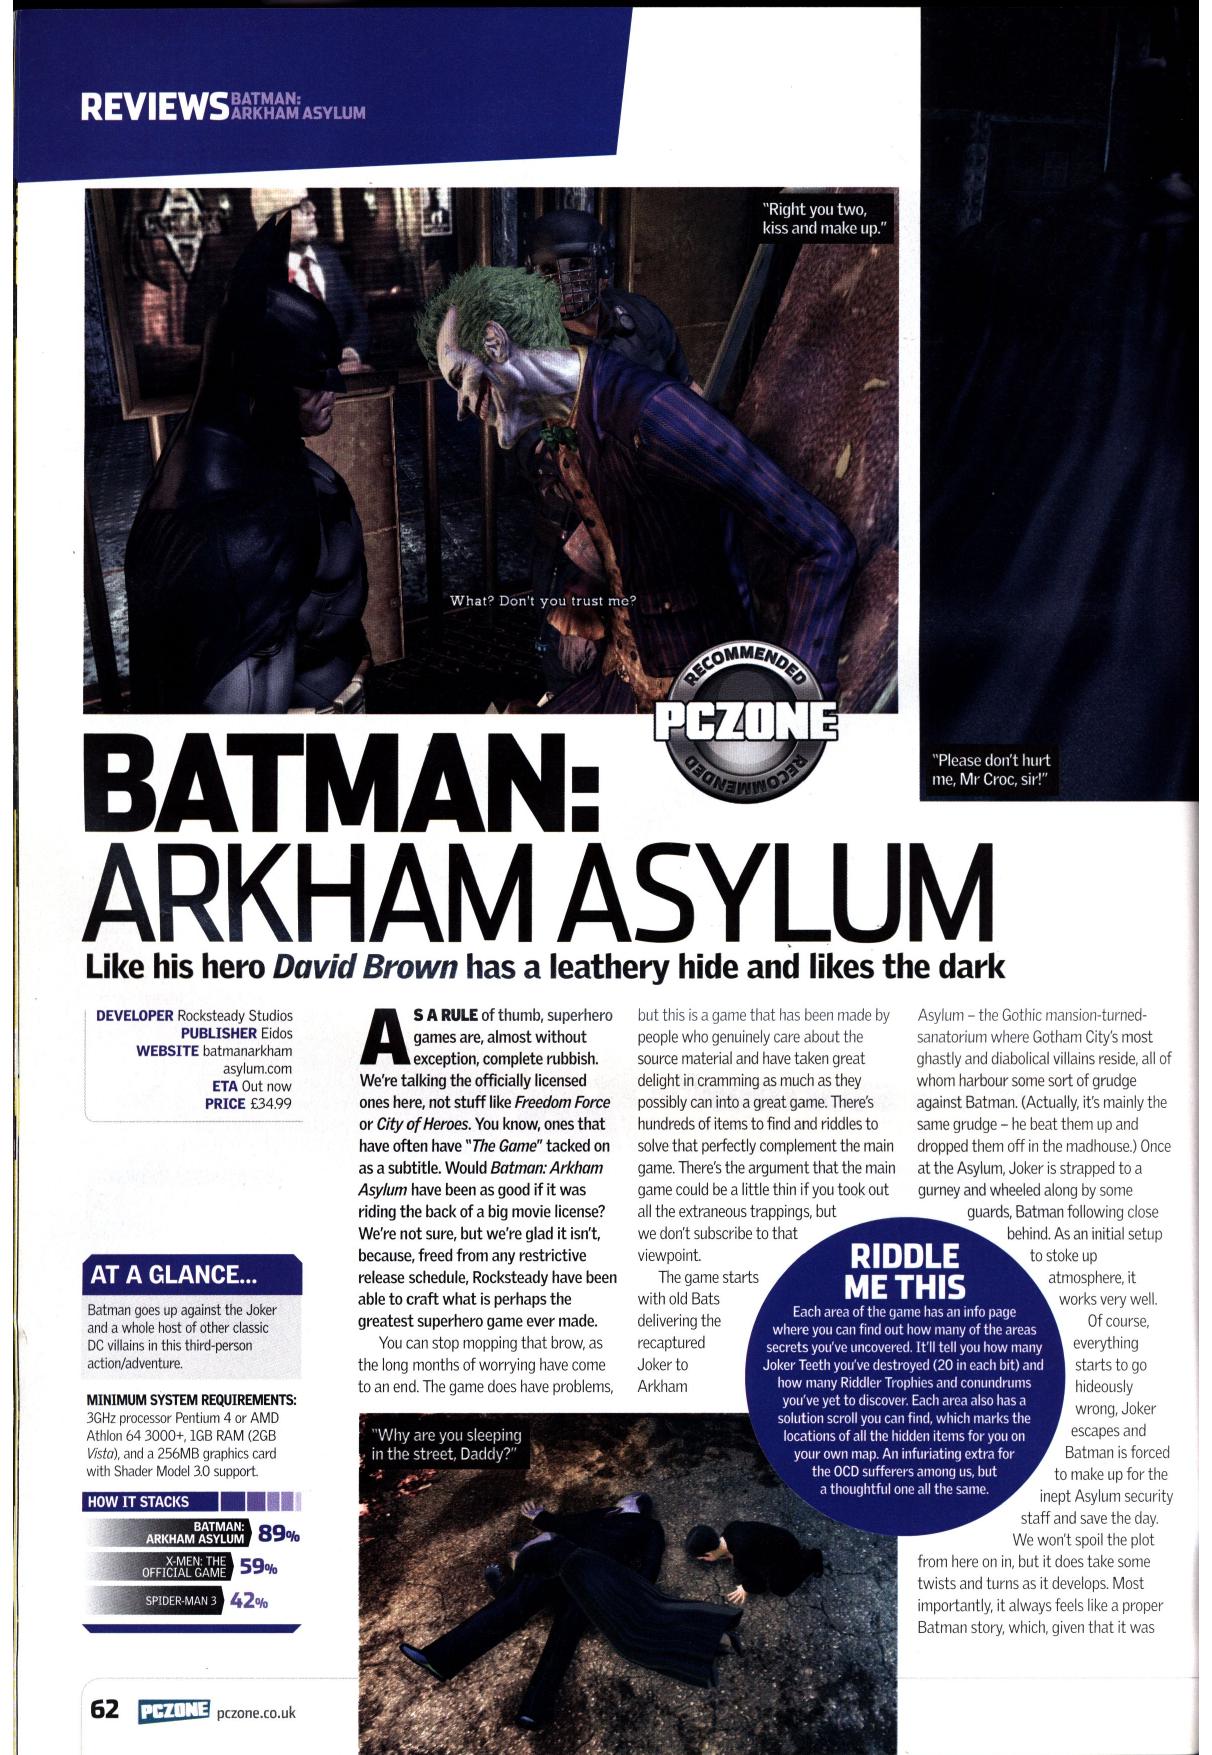 REVIEWS BATMAN:
ARKHAM ASYLUM
"Right you two,
kiss and make up."
What? Don't you trust me?
RECOMMENDED
PCZONE
RECOMMENDED
"Please don't hurt
me, Mr Croc, sir!"
BATMAN:
ARKHAM ASYLUM
Like his hero David Brown has a leathery hide and likes the dark
DEVELOPER Rocksteady Studios
PUBLISHER Eidos
WEBSITE batmanarkham
asylum.com
ETA Out now
PRICE £34.99
AT A GLANCE...
Batman goes up against the Joker
and a whole host of other classic
DC villains in this third-person
action/adventure.
MINIMUM SYSTEM REQUIREMENTS:
3GHz processor Pentium 4 or AMD
Athlon 64 3000+, 1GB RAM (2GB
Vista), and a 256MB graphics card
with Shader Model 3.0 support.
HOW IT STACKS
BATMAN:
ARKHAM ASYLUM 89%
X-MEN: THE
OFFICIAL GAME 59%
SPIDER-MAN 3 42%
AS A RULE of thumb, superhero
games are, almost without
exception, complete rubbish.
We're talking the officially licensed
ones here, not stuff like Freedom Force
or City of Heroes. You know, ones that
have often have "The Game" tacked on
as a subtitle. Would Batman: Arkham
Asylum have been as good if it was
riding the back of a big movie license?
We're not sure, but we're glad it isn't,
because, freed from any restrictive
release schedule, Rocksteady have been
able to craft what is perhaps the
greatest superhero game ever made.
You can stop mopping that brow, as
the long months of worrying have come
to an end. The game does have problems,
but this is a game that has been made by
people who genuinely care about the
source material and have taken great
delight in cramming as much as they
possibly can into a great game. There's
hundreds of items to find and riddles to
solve that perfectly complement the main
game. There's the argument that the main
game could be a little thin if you took out
all the extraneous trappings, but
we don't subscribe to that
viewpoint.
The game starts
with old Bats
delivering the
recaptured
Joker to
Arkham
Asylum – the Gothic mansion-turned-
sanatorium where Gotham City's most
ghastly and diabolical villains reside, all of
whom harbour some sort of grudge
against Batman. (Actually, it's mainly the
same grudge – he beat them up and
dropped them off in the madhouse.) Once
at the Asylum, Joker is strapped to a
gurney and wheeled along by some
guards, Batman following close
behind. As an initial setup
to stoke up
atmosphere, it
works very well.
Of course,
everything
starts to go
hideously
wrong, Joker
escapes and
Batman is forced
to make up for the
inept Asylum security
staff and save the day.
We won't spoil the plot
from here on in, but it does take some
twists and turns as it develops. Most
importantly, it always feels like a proper
Batman story, which, given that it was
RIDDLE
ME THIS
Each area of the game has an info page
where you can find out how many of the areas
secrets you've uncovered. It'll tell you how many
Joker Teeth you've destroyed (20 in each bit) and
how many Riddler Trophies and conundrums
you've yet to discover. Each area also has a
solution scroll you can find, which marks the
locations of all the hidden items for you on
your own map. An infuriating extra for
the OCD sufferers among us, but
a thoughtful one all the same.
"Why are you sleeping
in the street, Daddy?"
62 PCZONE pczone.co.uk